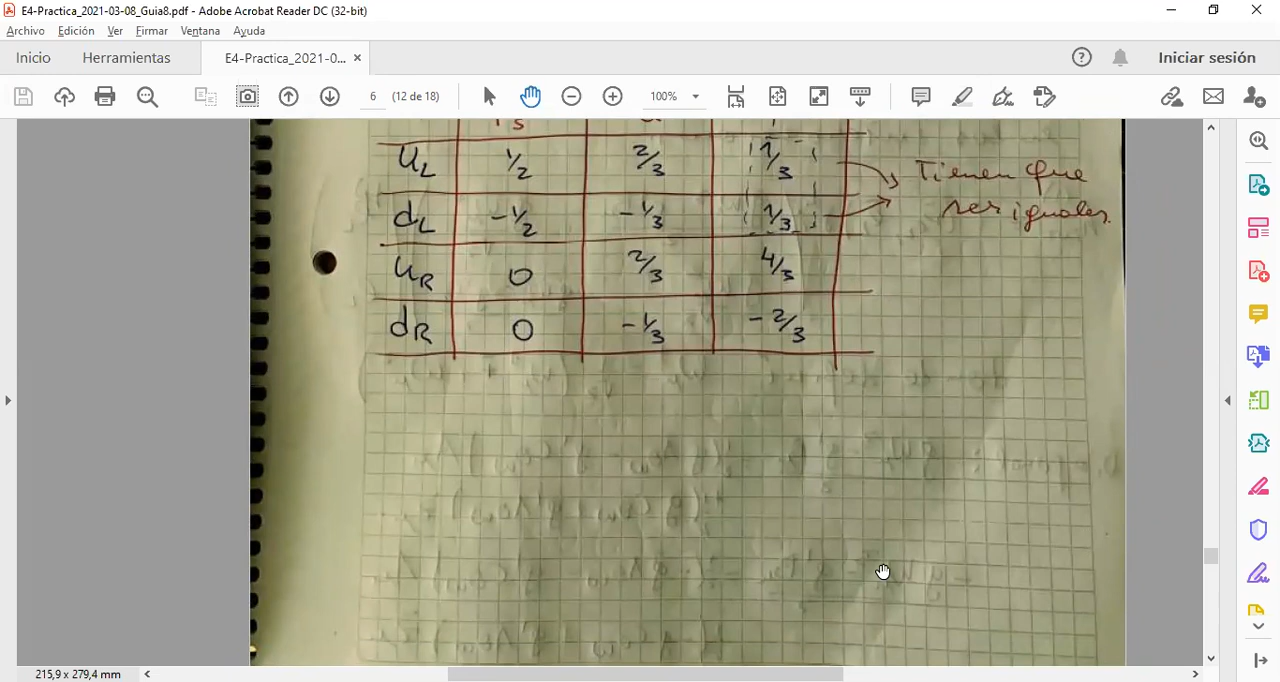 E4-Practica_2021-03-08_Guia8.pdf - Adobe Acrobat Reader DC (32-bit)
Archivo Edición Ver Firmar Ventana Ayuda
Inicio Herramientas E4-Practica_2021-0... × Iniciar sesión
6 (12 de 18) 100%
U_L 1/2 2/3 1/3 Tienen que
d_L -1/2 -1/3 1/3 ser iguales.
U_R 0 2/3 4/3
d_R 0 -1/3 -2/3
215,9 x 279,4 mm